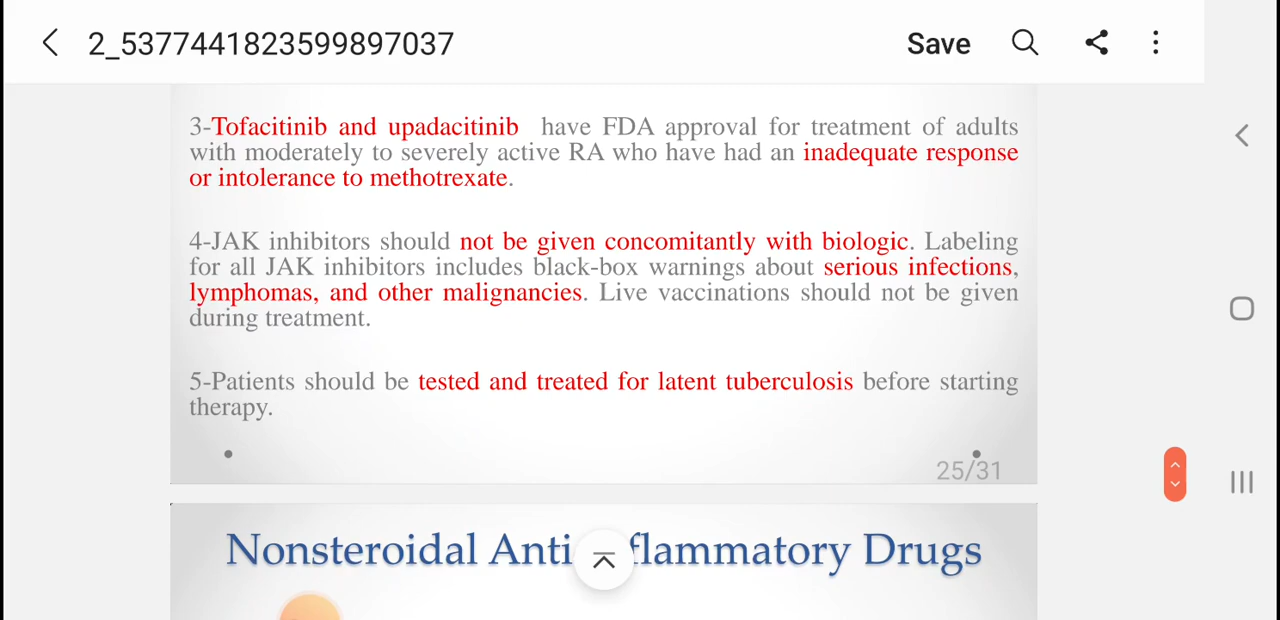 2_5377441823599897037
Save
3-Tofacitinib and upadacitinib have FDA approval for treatment of adults
with moderately to severely active RA who have had an inadequate response
or intolerance to methotrexate.
4-JAK inhibitors should not be given concomitantly with biologic. Labeling
for all JAK inhibitors includes black-box warnings about serious infections,
lymphomas, and other malignancies. Live vaccinations should not be given
during treatment.
5-Patients should be tested and treated for latent tuberculosis before starting
therapy.
25/31
Nonsteroidal Anti flammatory Drugs